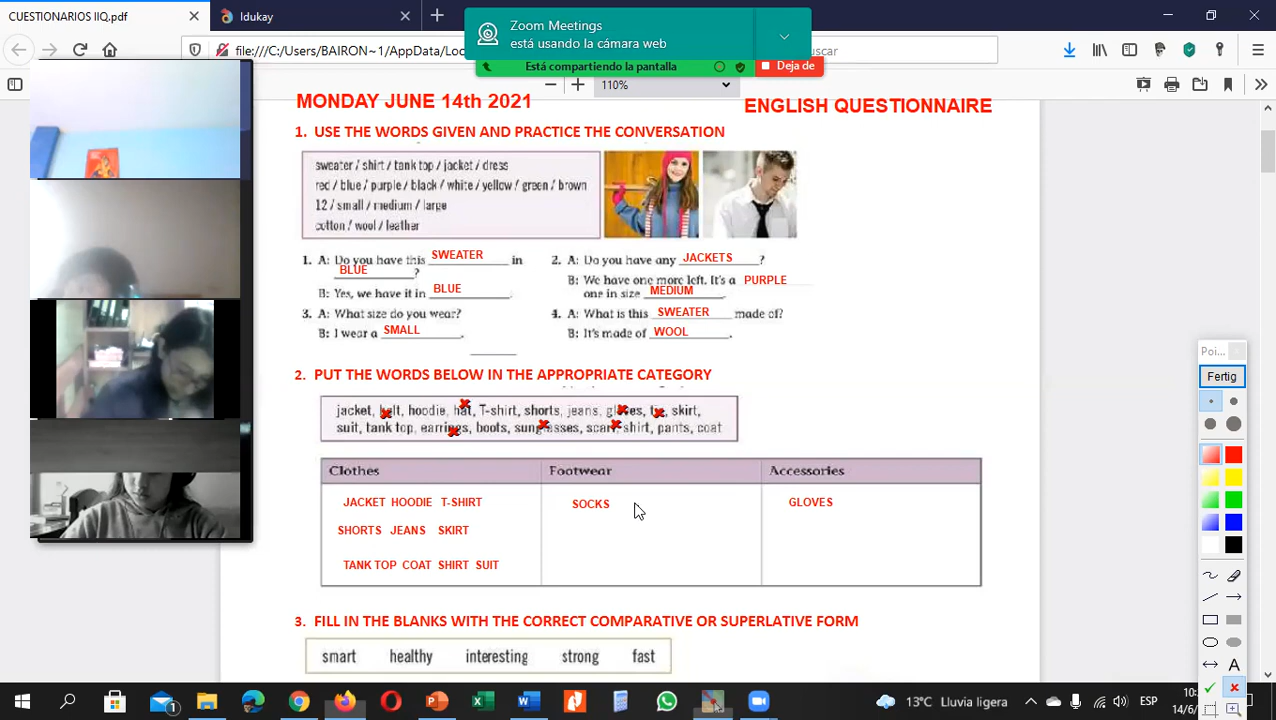 CUESTIONARIOS IIQ.pdf
Idukay
Zoom Meetings
está usando la cámara web
file:///C:/Users/BAIRON~1/AppData/Loc
uscar
Está compartiendo la pantalla
Deja de
110%
MONDAY JUNE 14th 2021
ENGLISH QUESTIONNAIRE
1. USE THE WORDS GIVEN AND PRACTICE THE CONVERSATION
sweater / shirt / tank top / jacket / dress
red / blue / purple / black / white / yellow / green / brown
12 / small / medium / large
cotton / wool / leather
1. A: Do you have this SWEATER in
BLUE ?
B: Yes, we have it in BLUE.
2. A: Do you have any JACKETS ?
B: We have one more left. It's a PURPLE
one in size MEDIUM.
3. A: What size do you wear?
B: I wear a SMALL.
4. A: What is this SWEATER made of?
B: It's made of WOOL.
2. PUT THE WORDS BELOW IN THE APPROPRIATE CATEGORY
jacket, belt, hoodie, hat, T-shirt, shorts, jeans, gloves, tie, skirt,
suit, tank top, earrings, boots, sunglasses, scarf, shirt, pants, coat
Clothes Footwear Accessories
JACKET HOODIE T-SHIRT SOCKS GLOVES
SHORTS JEANS SKIRT
TANK TOP COAT SHIRT SUIT
3. FILL IN THE BLANKS WITH THE CORRECT COMPARATIVE OR SUPERLATIVE FORM
smart healthy interesting strong fast
Poi...
Fertig
A
13°C Lluvia ligera
ESP
10:
14/6/
1